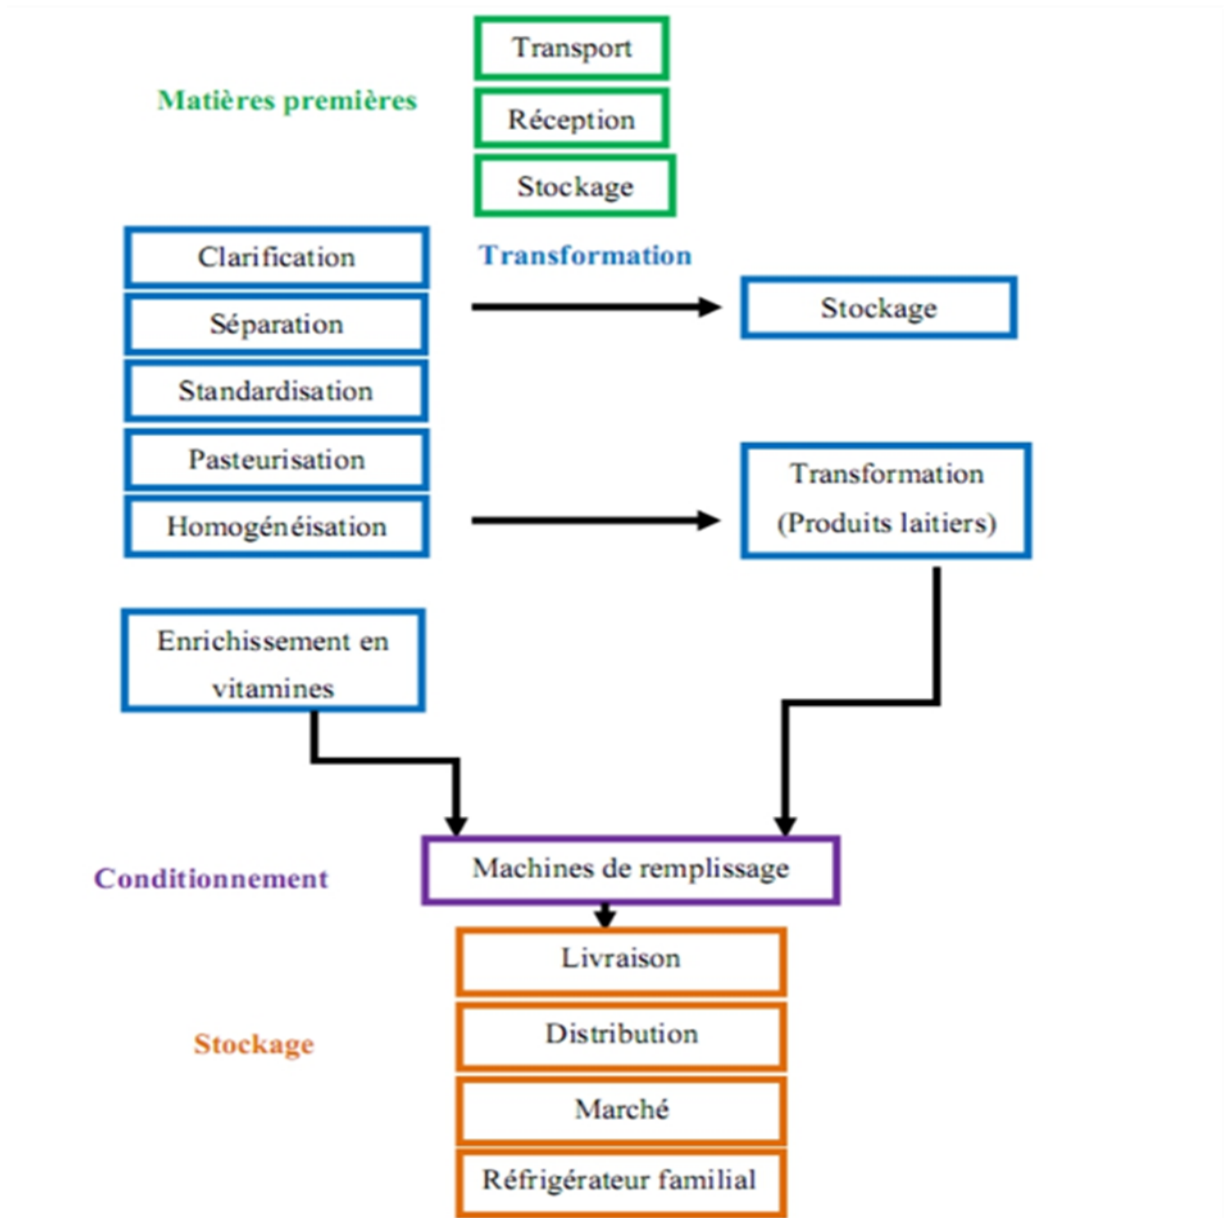 Transport
Matières premières
Réception
Stockage
Clarification
Transformation
Séparation
Stockage
Standardisation
Pasteurisation
Transformation
(Produits laitiers)
Homogénéisation
Enrichissement en
vitamines
Machines de remplissage
Conditionnement
Livraison
Distribution
Stockage
Marché
Réfrigérateur familial